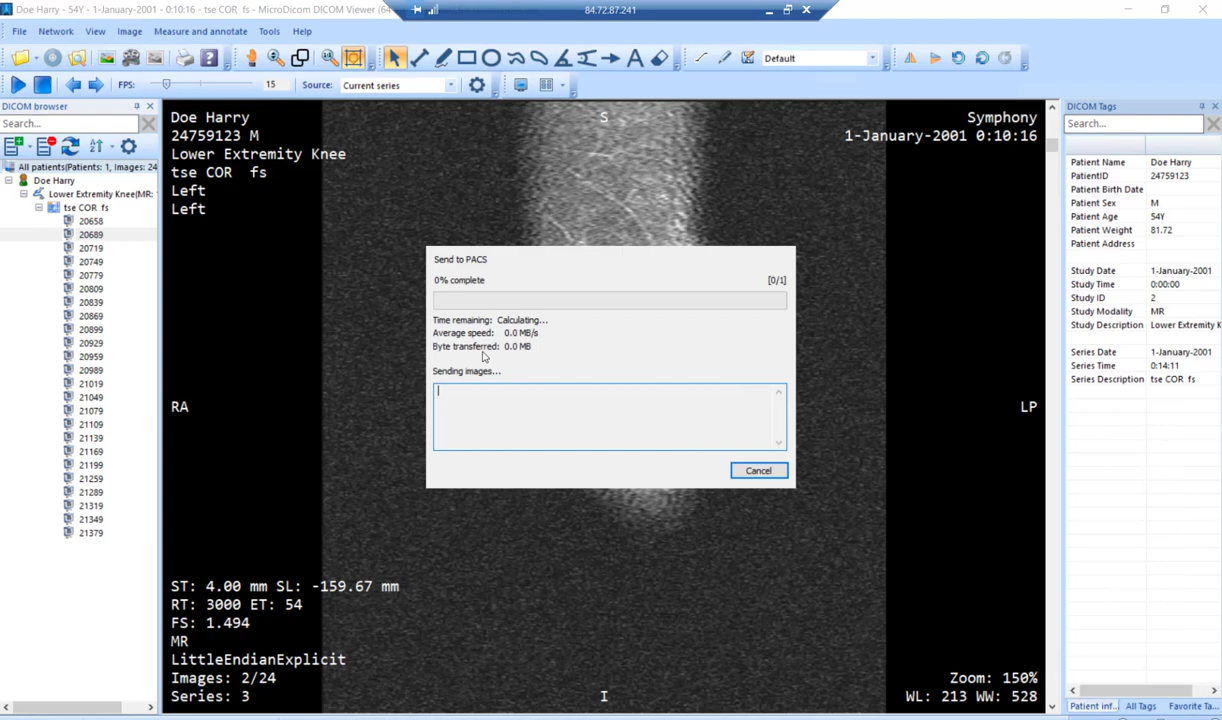 Doe Harry - 54Y - 1-January-2001 - 0:10:16 - tse COR fs - MicroDicom DICOM Viewer (64
84.72.87.241
File Network View Image Measure and annotate Tools Help
Default
FPS: 15 Source: Current series
DICOM browser
Search...
All patients(Patients: 1, Images: 24
Doe Harry
Lower Extremity Knee(MR:
tse COR fs
20658
20689
20719
20749
20779
20809
20839
20869
20899
20929
20959
20989
21019
21049
21079
21109
21139
21169
21199
21259
21289
21319
21349
21379
Doe Harry
24759123 M
Lower Extremity Knee
tse COR fs
Left
Left
S
Symphony
1-January-2001 0:10:16
RA
LP
Send to PACS
0% complete [0/1]
Time remaining: Calculating...
Average speed: 0.0 MB/s
Byte transferred: 0.0 MB
Sending images...
Cancel
ST: 4.00 mm SL: -159.67 mm
RT: 3000 ET: 54
FS: 1.494
MR
LittleEndianExplicit
Images: 2/24
Series: 3
I
Zoom: 150%
WL: 213 WW: 528
DICOM Tags
Search...
Patient Name Doe Harry
PatientID 24759123
Patient Birth Date
Patient Sex M
Patient Age 54Y
Patient Weight 81.72
Patient Address
Study Date 1-January-2001
Study Time 0:00:00
Study ID 2
Study Modality MR
Study Description Lower Extremity K
Series Date 1-January-2001
Series Time 0:14:11
Series Description tse COR fs
Patient inf... All Tags Favorite Ta...